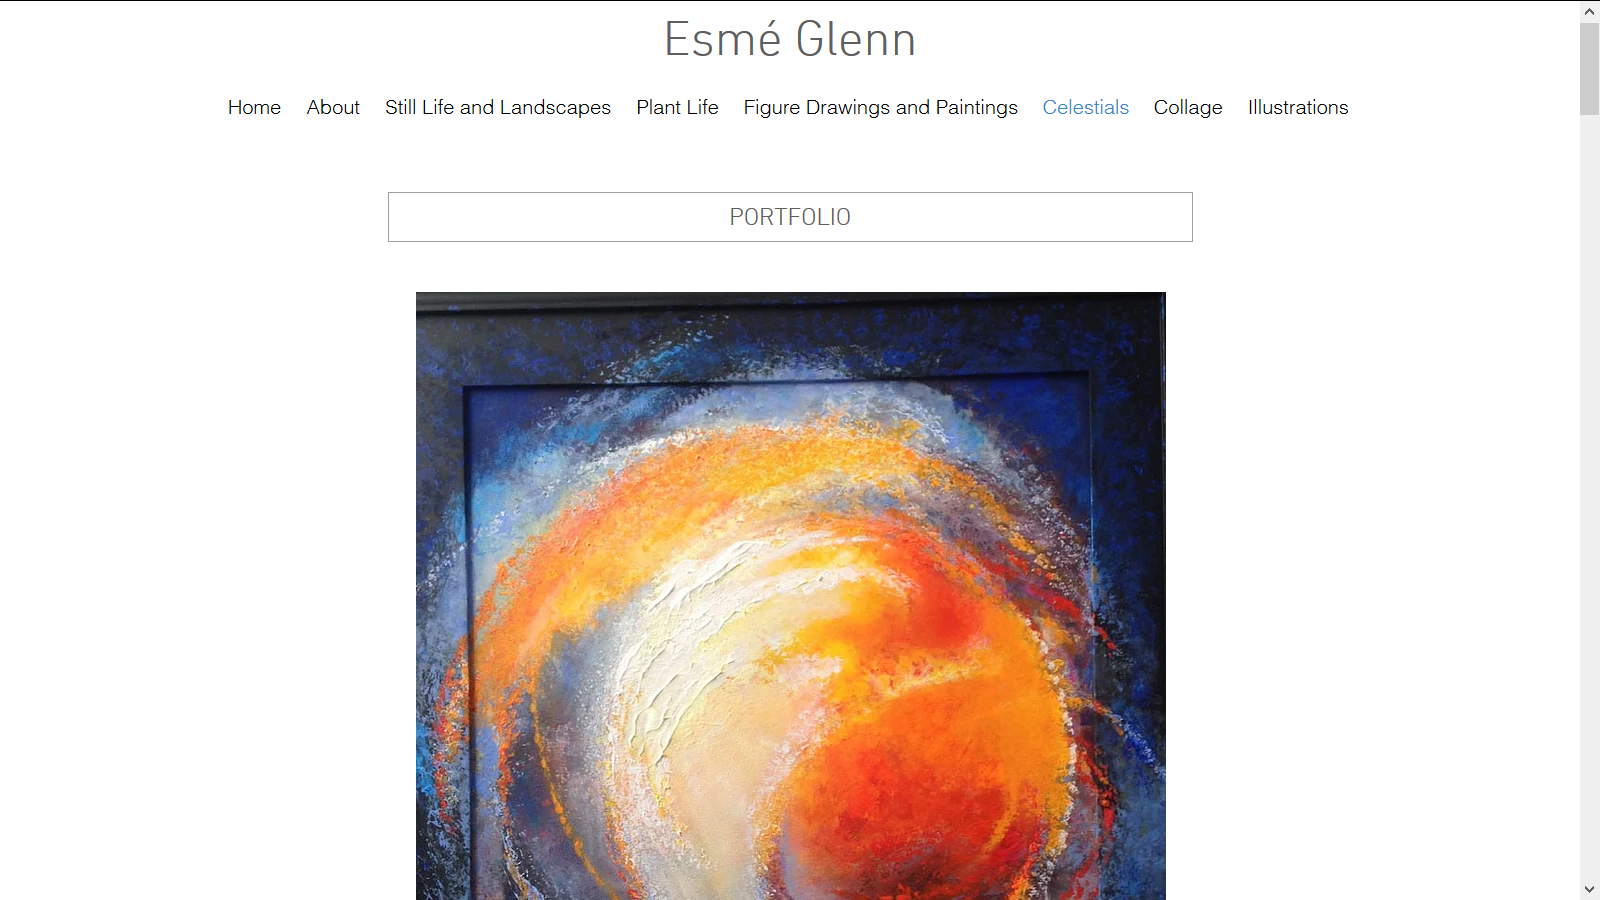 Esmé Glenn
Home About Still Life and Landscapes Plant Life Figure Drawings and Paintings Celestials Collage Illustrations
PORTFOLIO